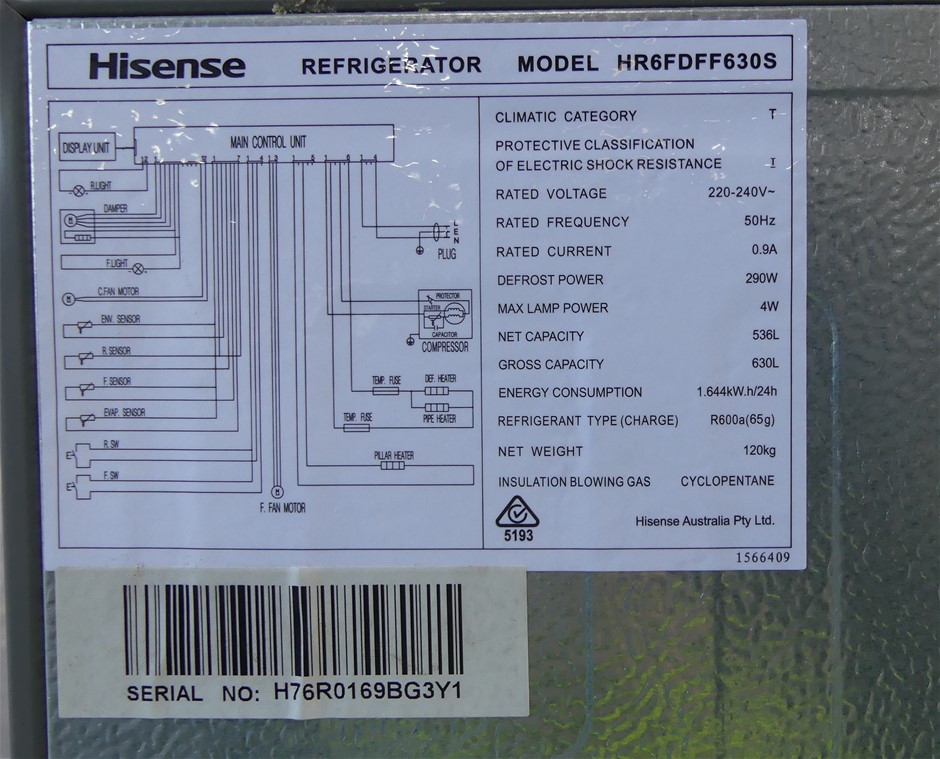 Hisense REFRIGERATOR MODEL HR6FDFF630S
MAIN CONTROL UNIT
DISPLAY UNIT
R.LIGHT
DAMPER
F.LIGHT
C.FAN MOTOR
ENV. SENSOR
R. SENSOR
F. SENSOR
EVAP. SENSOR
R. SW
F. SW
F. FAN MOTOR
L
E
N
PLUG
PROTECTOR
STARTER
CAPACITOR
COMPRESSOR
TEMP. FUSE
DEF. HEATER
PIPE HEATER
TEMP. FUSE
PILLAR HEATER
CLIMATIC CATEGORY T
PROTECTIVE CLASSIFICATION
OF ELECTRIC SHOCK RESISTANCE I
RATED VOLTAGE 220-240V~
RATED FREQUENCY 50Hz
RATED CURRENT 0.9A
DEFROST POWER 290W
MAX LAMP POWER 4W
NET CAPACITY 536L
GROSS CAPACITY 630L
ENERGY CONSUMPTION 1.644kW.h/24h
REFRIGERANT TYPE (CHARGE) R600a(65g)
NET WEIGHT 120kg
INSULATION BLOWING GAS CYCLOPENTANE
5193
Hisense Australia Pty Ltd.
1566409
SERIAL NO: H76R0169BG3Y1